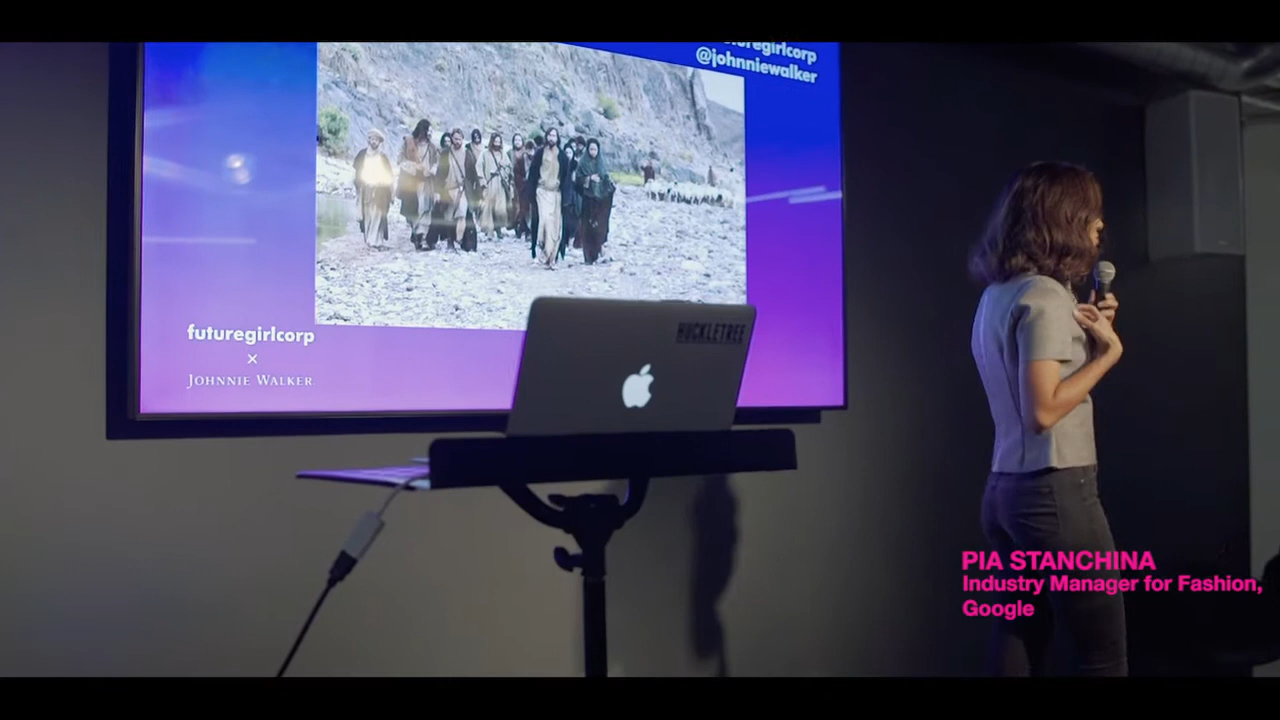 @johnniewalker
HUCKLETREE
futuregirlcorp
×
JOHNNIE WALKER
PIA STANCHINA
Industry Manager for Fashion,
Google